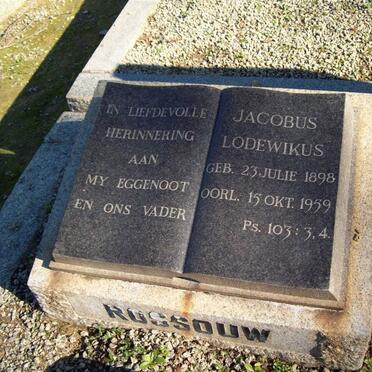 IN LIEFDEVOLLE
HERINNERING
AAN
MY EGGENOOT
EN ONS VADER
JACOBUS
LODEWIKUS
GEB. 23 JULIE 1898
OORL. 15 OKT. 1959
PS. 103 : 3, 4.
ROSSOUW